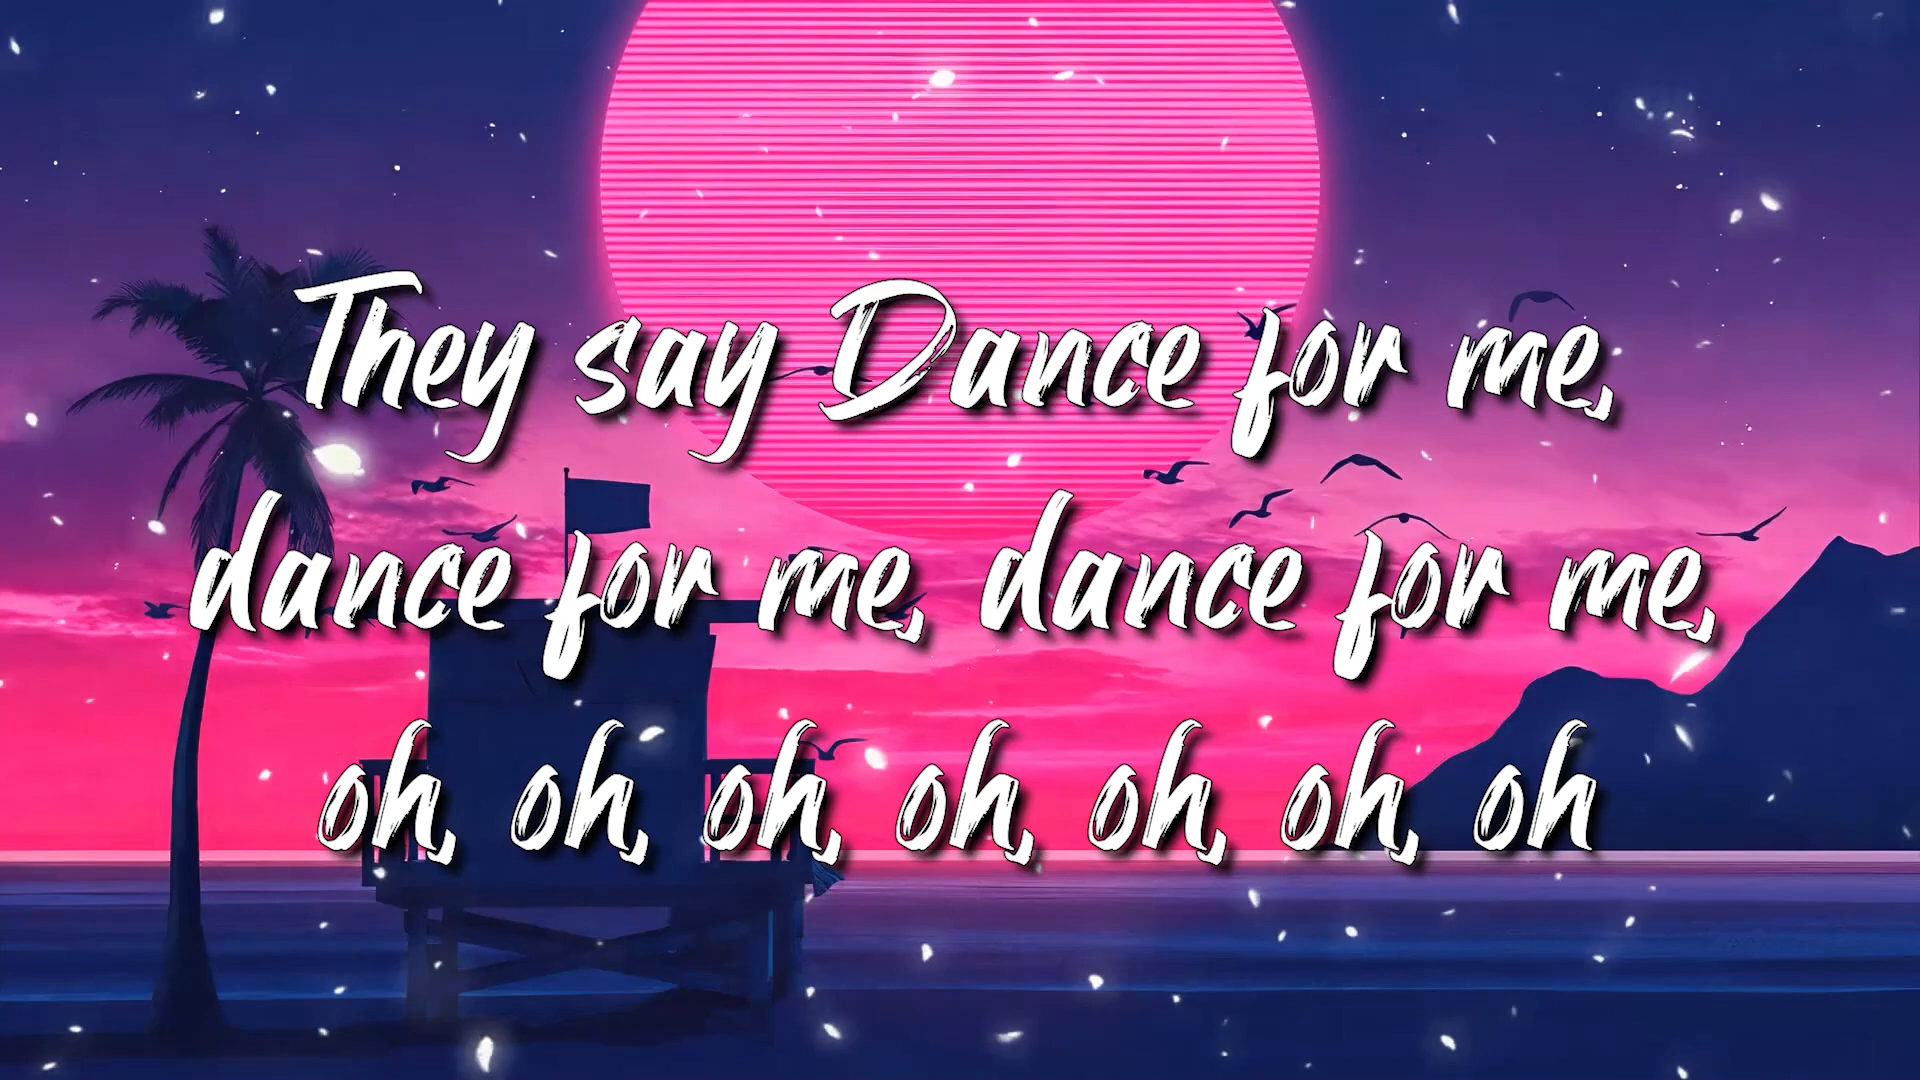 They say Dance for me,
dance for me, dance for me,
oh, oh, oh, oh, oh, oh, oh